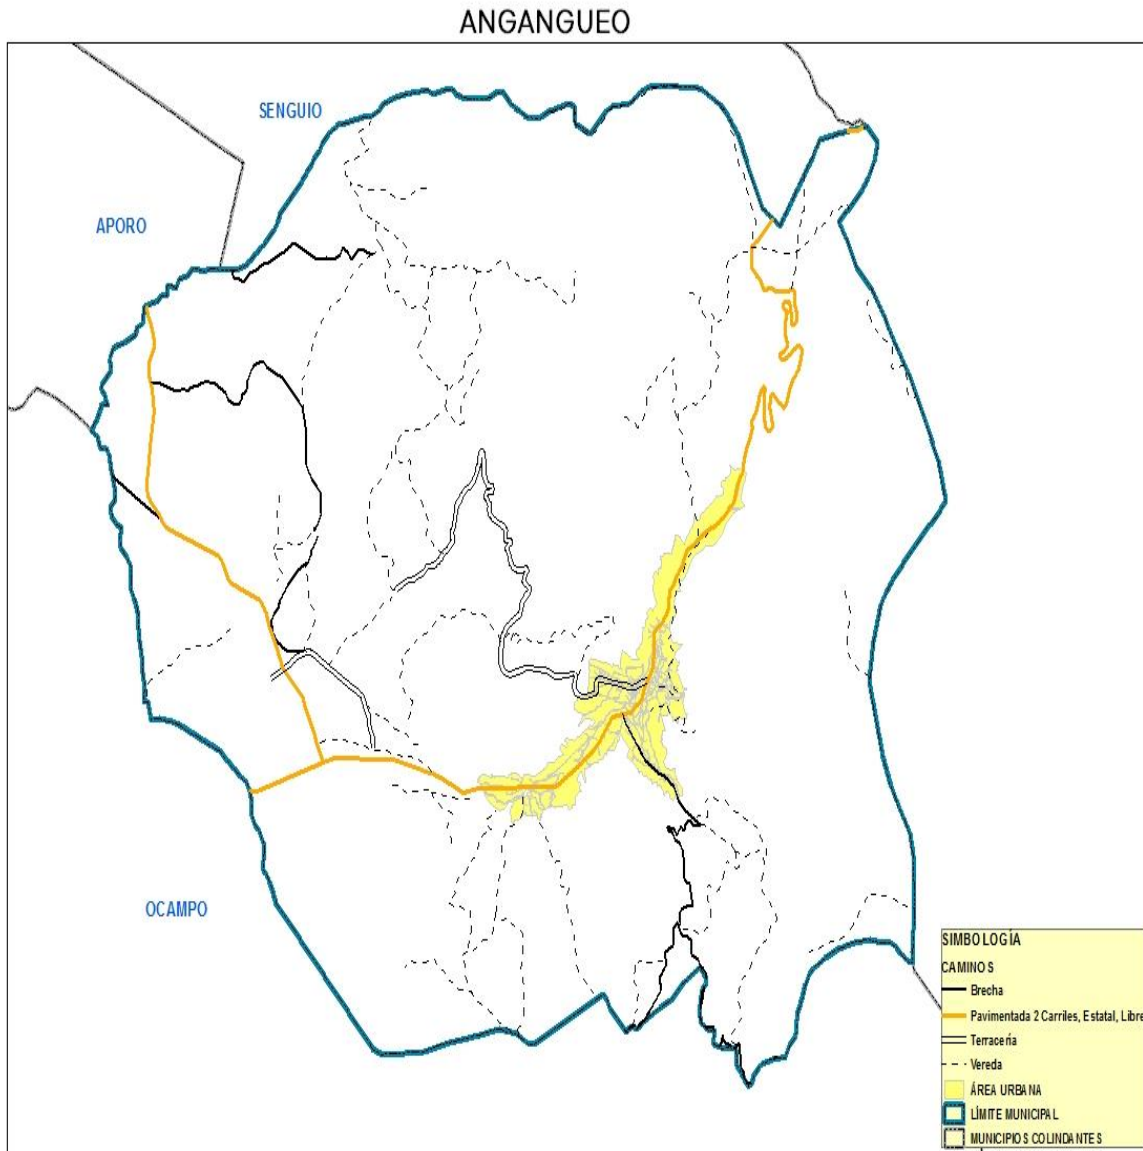 ANGANGUEO
SENGUIO
APORO
OCAMPO
SIMBOLOGÍA
CAMINOS
Brecha
Pavimentada 2 Carriles, Estatal, Libre
Terracería
Vereda
ÁREA URBANA
LÍMITE MUNICIPAL
MUNICIPIOS COLINDANTES